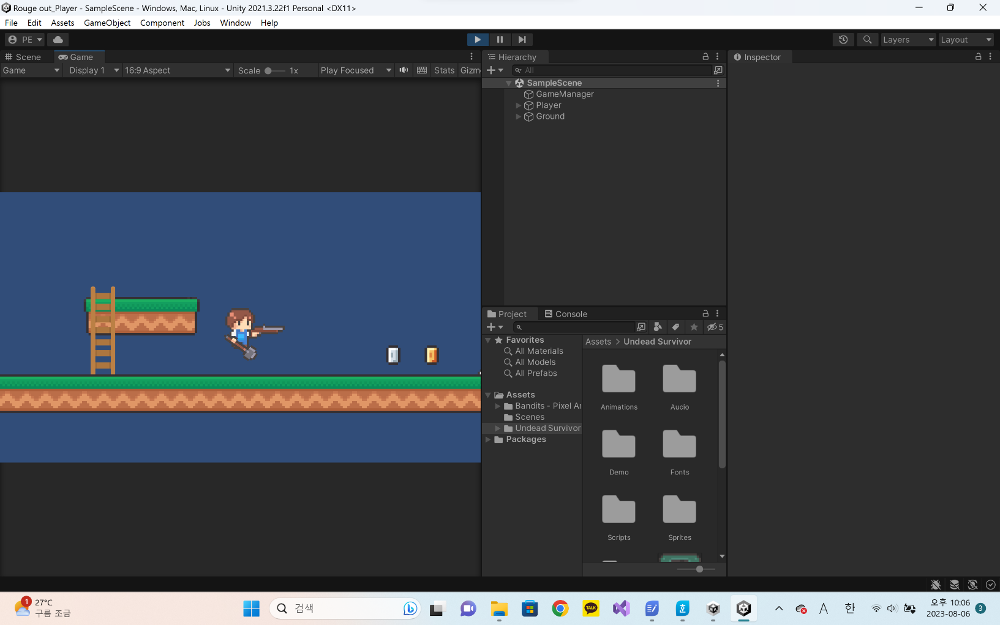 Rouge out_Player - SampleScene - Windows, Mac, Linux - Unity 2021.3.22f1 Personal <DX11>
File Edit Assets GameObject Component Jobs Window Help
PE
Layers Layout
Scene Game
Game Display 1 16:9 Aspect Scale 1x Play Focused Stats Gizm
Hierarchy
All
SampleScene
GameManager
Player
Ground
Inspector
Project Console
5
Favorites
All Materials
All Models
All Prefabs
Assets
Bandits - Pixel Ar
Scenes
Undead Survivor
Packages
Assets > Undead Survivor
Animations Audio
Demo Fonts
Scripts Sprites
1
27°C
구름 조금
검색
TALK
호
A 한
오후 10:06
2023-08-06
3